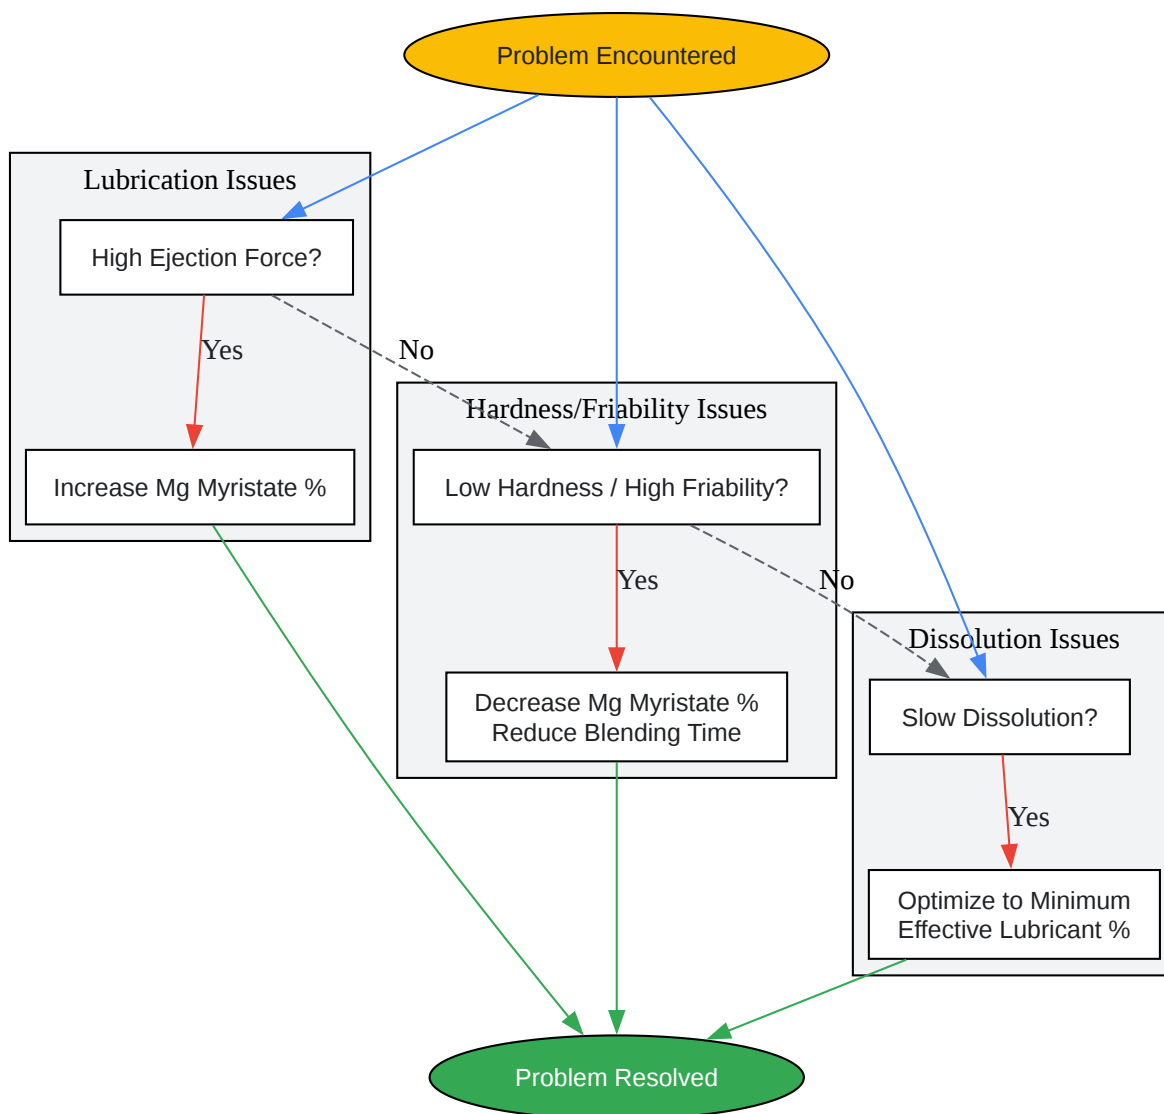 Problem Encountered
Lubrication Issues
High Ejection Force?
Yes
No
Increase Mg Myristate %
Hardness/Friability Issues
Low Hardness / High Friability?
Yes
No
Decrease Mg Myristate %
Reduce Blending Time
Dissolution Issues
Slow Dissolution?
Yes
Optimize to Minimum
Effective Lubricant %
Problem Resolved